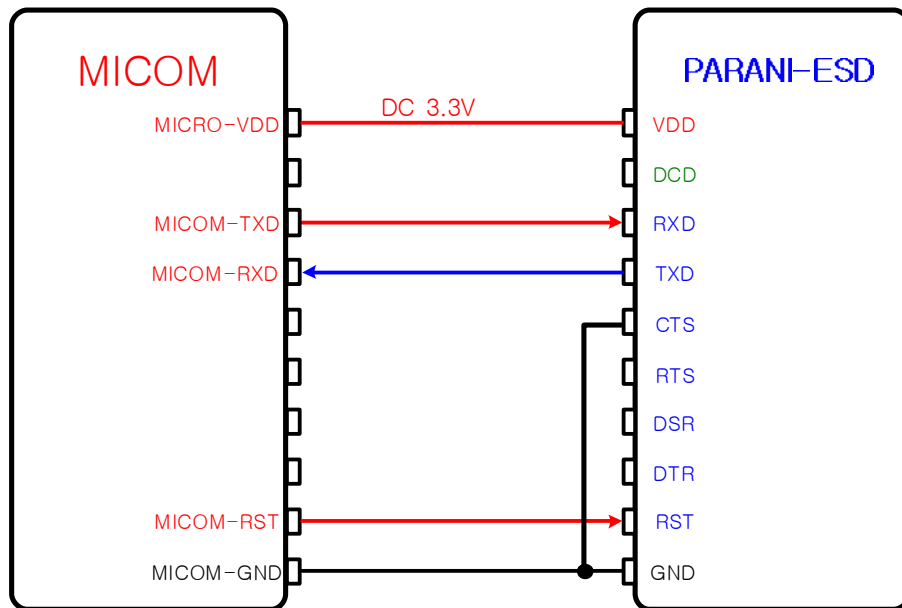 MICOM
PARANI-ESD
DC 3.3V
MICRO-VDD
VDD
DCD
MICOM-TXD
RXD
MICOM-RXD
TXD
CTS
RTS
DSR
DTR
MICOM-RST
RST
MICOM-GND
GND